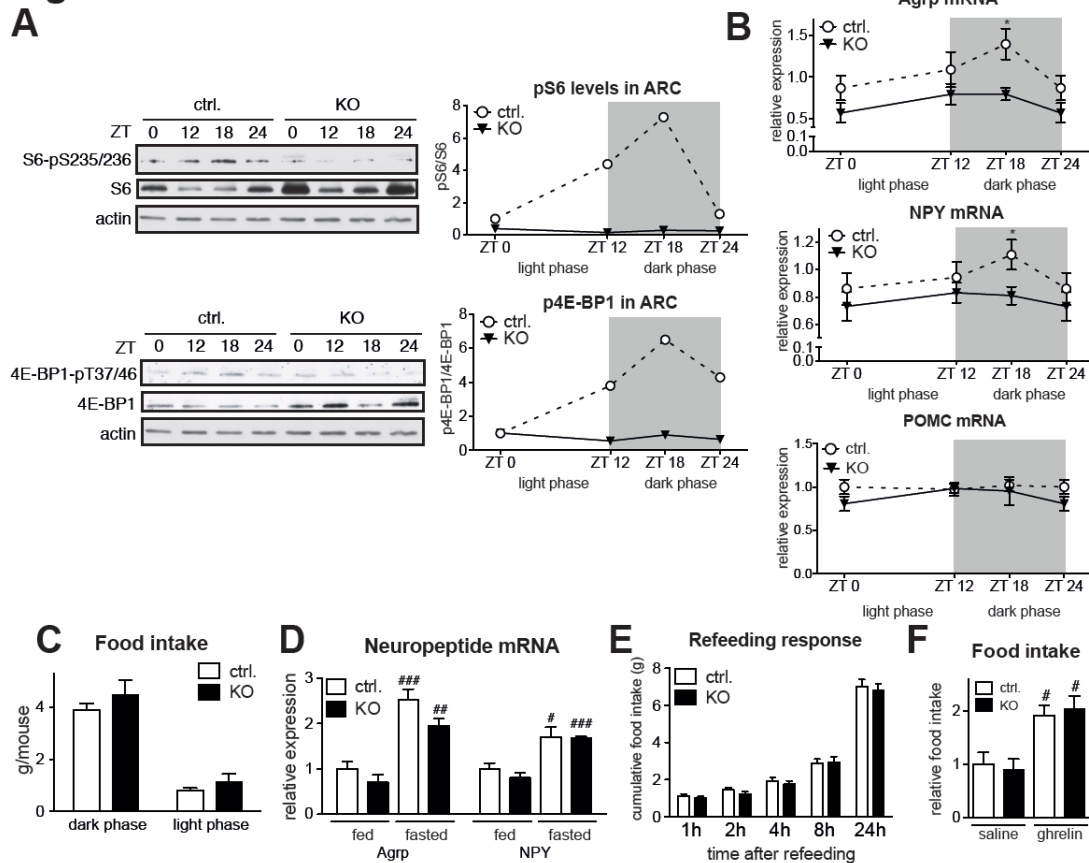 A
ctrl. KO
ZT 0 12 18 24 0 12 18 24
S6-pS235/236
S6
actin
pS6 levels in ARC
ctrl.
KO
pS6/S6
8
6
4
2
0
ZT 0 ZT 12 ZT 18 ZT 24
light phase dark phase
ctrl. KO
ZT 0 12 18 24 0 12 18 24
4E-BP1-pT37/46
4E-BP1
actin
p4E-BP1 in ARC
ctrl.
KO
p4E-BP1/4E-BP1
8
6
4
2
0
ZT 0 ZT 12 ZT 18 ZT 24
light phase dark phase
B
Agrp mRNA
ctrl.
KO
*
relative expression
1.5
1.0
0.5
0.1
0.0
ZT 0 ZT 12 ZT 18 ZT 24
light phase dark phase
NPY mRNA
ctrl.
KO
*
relative expression
1.2
1.0
0.8
0.6
0.1
0.0
ZT 0 ZT 12 ZT 18 ZT 24
light phase dark phase
POMC mRNA
ctrl.
KO
relative expression
1.5
1.0
0.5
0.0
ZT 0 ZT 12 ZT 18 ZT 24
light phase dark phase
C
Food intake
ctrl.
KO
g/mouse
4
2
0
dark phase light phase
D
Neuropeptide mRNA
ctrl.
KO
relative expression
3
2
1
0
### ## # ###
fed fasted fed fasted
Agrp NPY
E
Refeeding response
ctrl.
KO
cumulative food intake (g)
8
6
4
2
0
1h 2h 4h 8h 24h
time after refeeding
F
Food intake
ctrl.
KO
# #
relative food intake
2
1
0
saline ghrelin